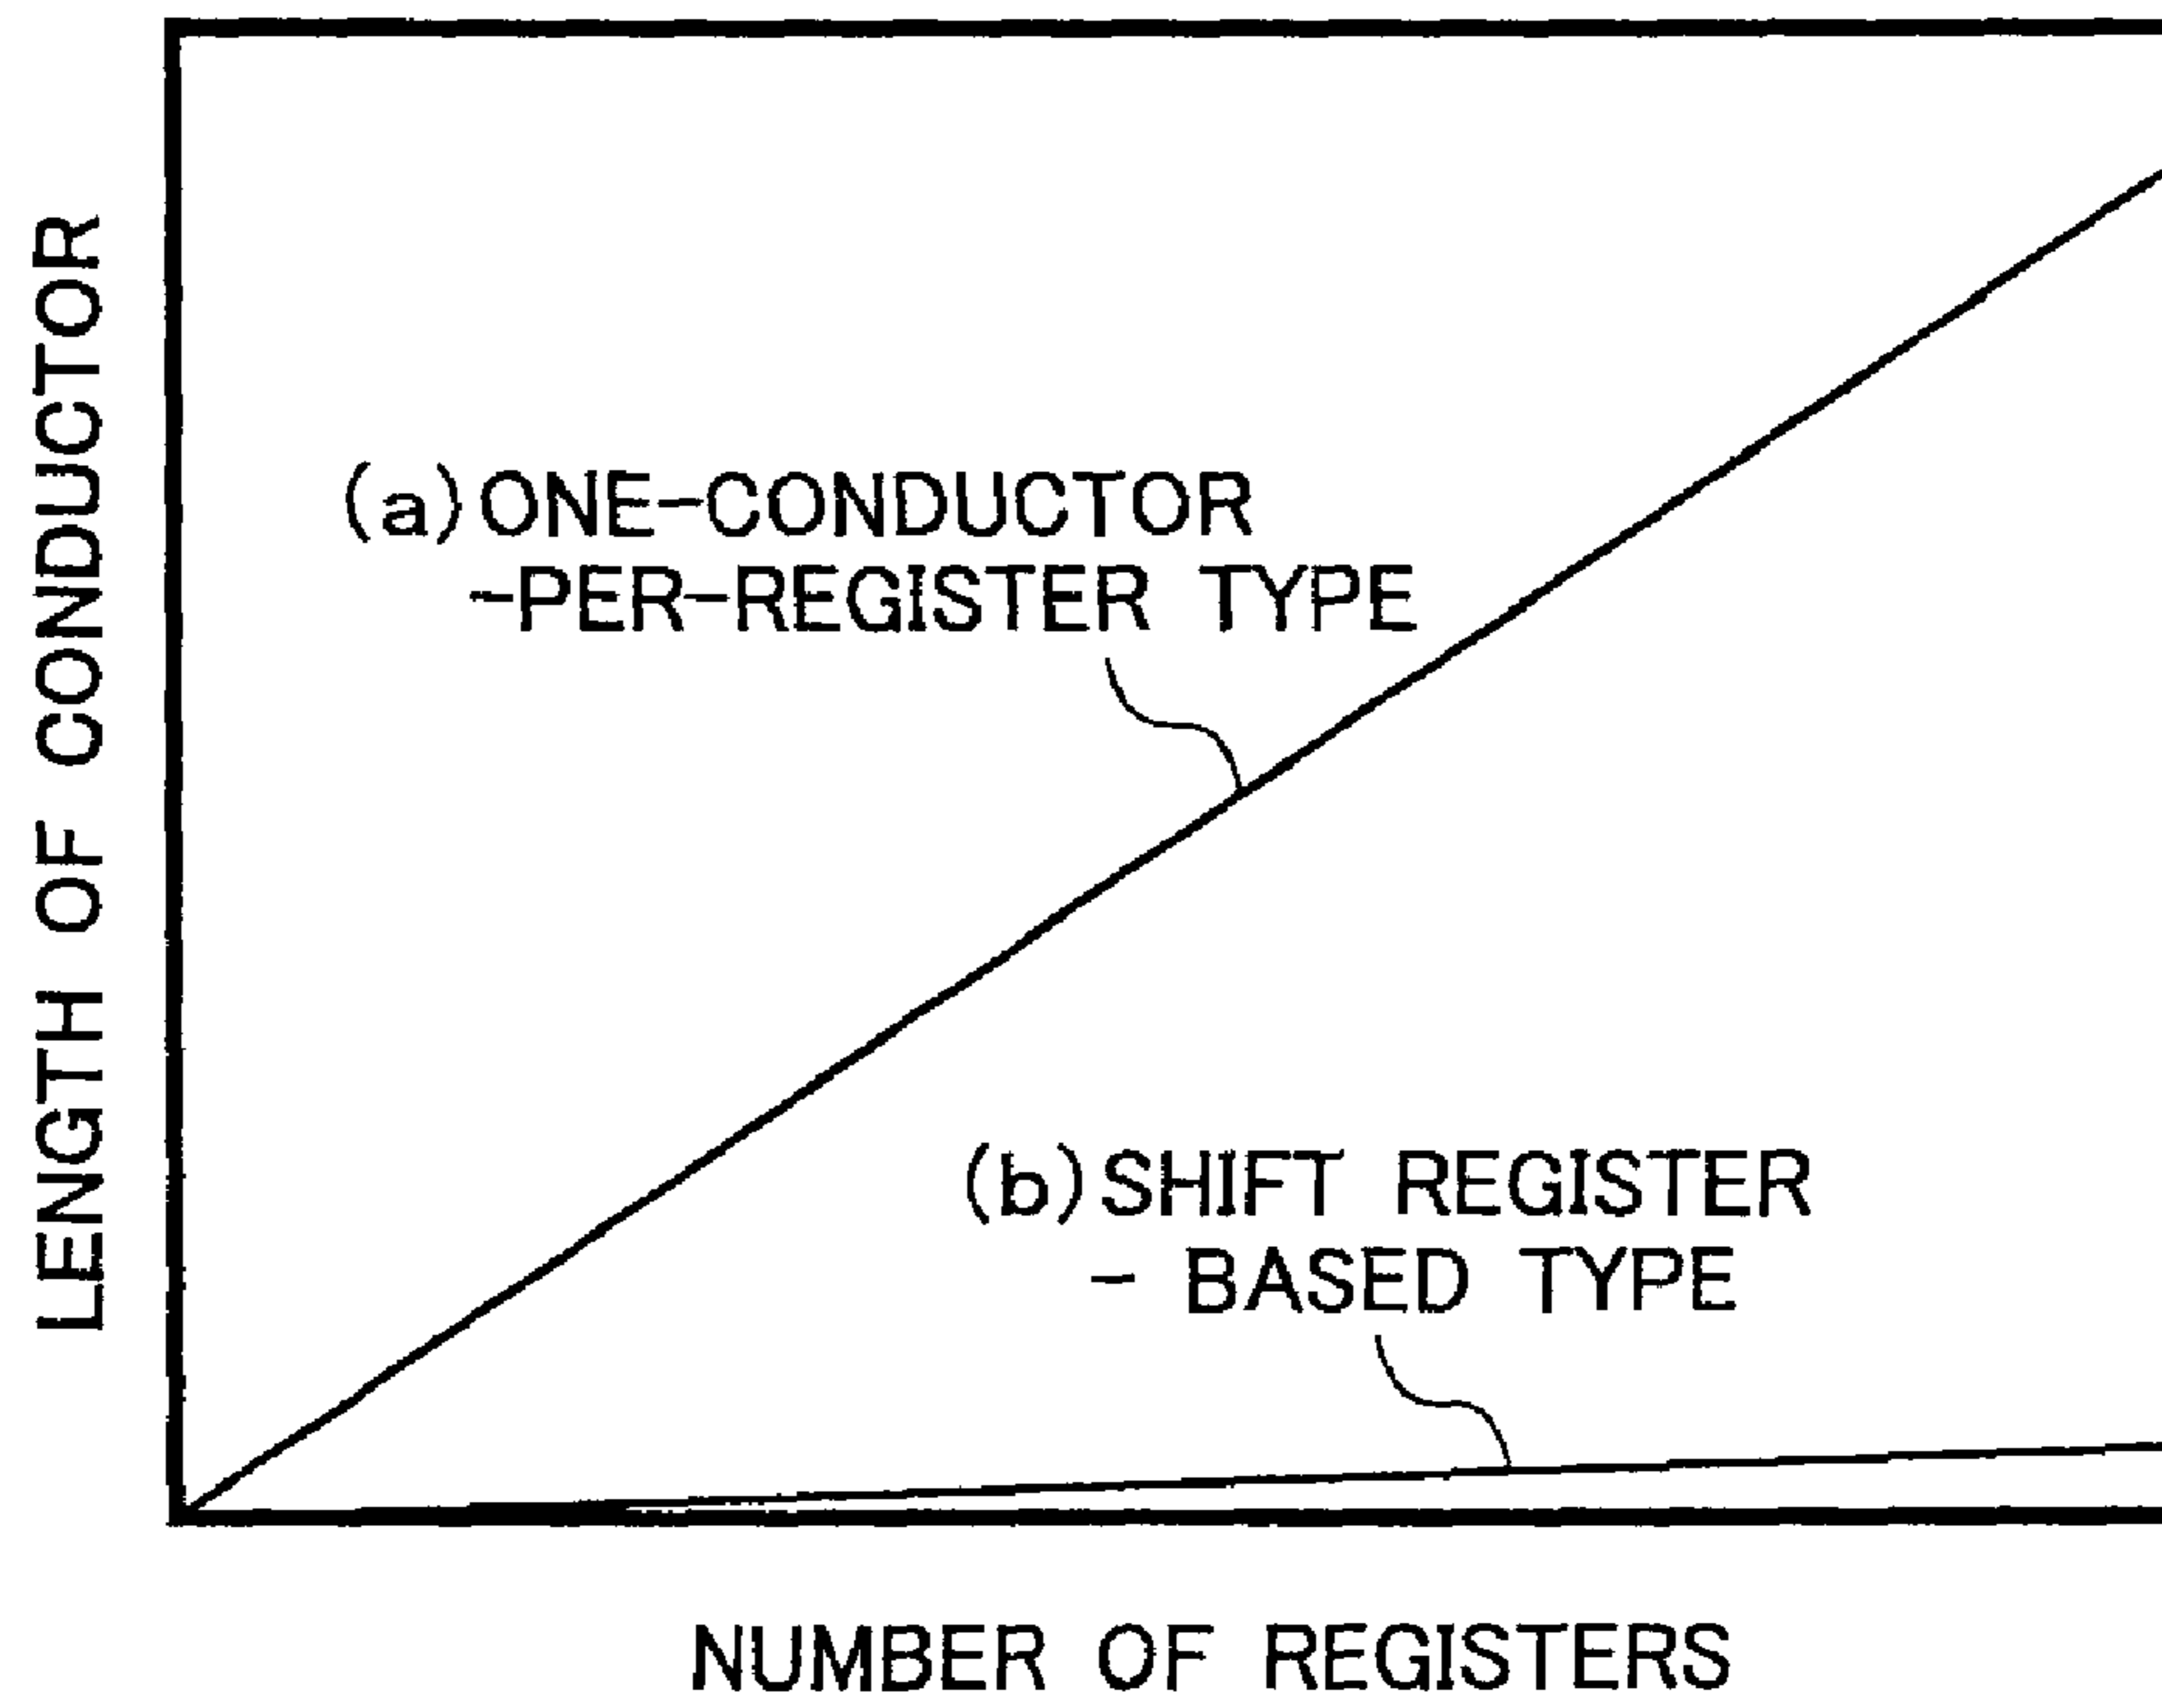 LENGTH OF CONDUCTOR
(a) ONE-CONDUCTOR
-PER-REGISTER TYPE
(b) SHIFT REGISTER
- BASED TYPE
NUMBER OF REGISTERS